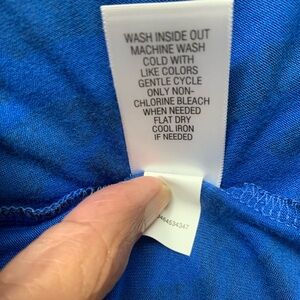 WASH INSIDE OUT
MACHINE WASH
COLD WITH
LIKE COLORS
GENTLE CYCLE
ONLY NON-
CHLORINE BLEACH
WHEN NEEDED
FLAT DRY
COOL IRON
IF NEEDED